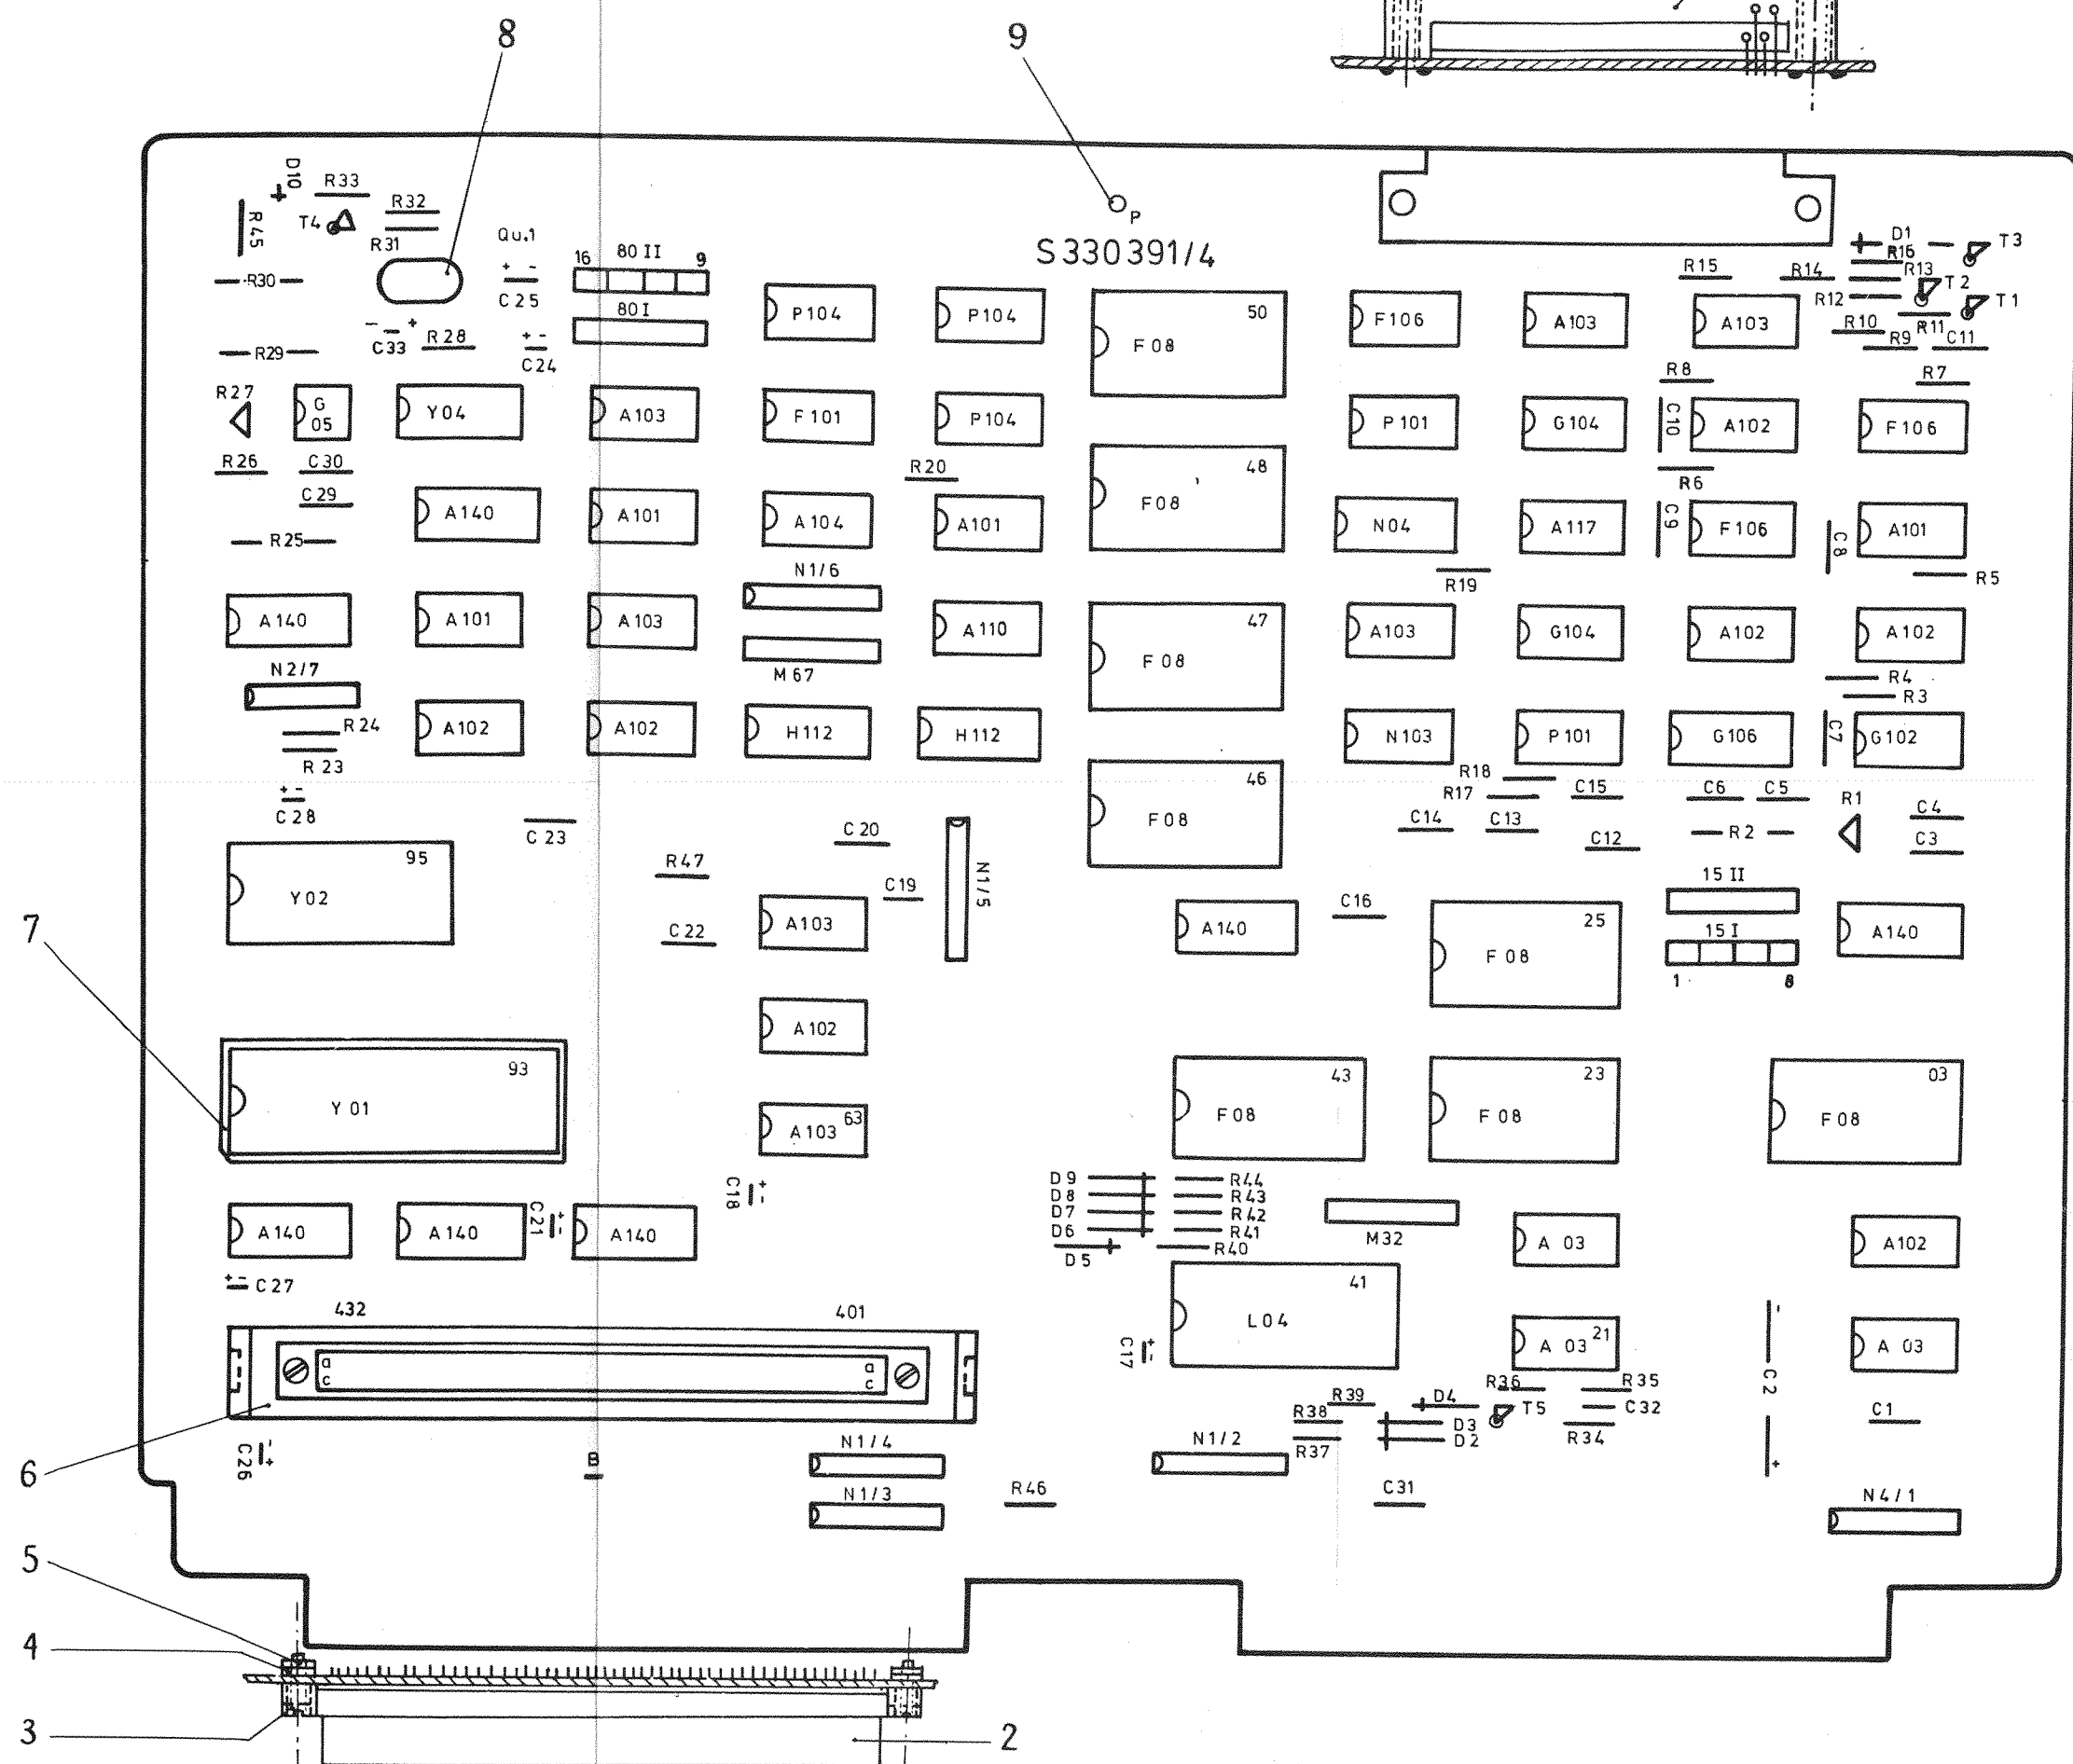 8
9
D10
R33
R32
T4
R45
R31
Qu.1
+ -
C25
16
80 II
9
80 I
P
S330391/4
D1
T3
R16
R15
R14
R13
T2
R12
T1
R30
- +
C33
R28
+ -
C24
P104
P104
50
F08
F106
A103
A103
R10
R11
R9
C11
R29
R8
R7
R27
G
05
Y04
A103
F101
P104
P101
G104
C10
A102
F106
R26
C30
R20
48
R6
C29
A140
A101
A104
A101
F08
N04
A117
C9
F106
C8
A101
R25
N1/6
R19
R5
A140
A101
A103
A110
47
F08
A103
G104
A102
A102
N2/7
M67
R4
R3
R24
A102
A102
H112
H112
N103
P101
G106
C7
G102
R23
46
F08
R18
R17
C15
C6
C5
R1
C4
+ -
C28
C23
C20
C14
C13
C12
R2
C3
95
Y02
R47
C19
N1/5
15 II
7
A103
A140
C16
25
F08
15 I
A140
C22
1
8
A102
93
Y01
43
F08
23
F08
03
F08
63
A103
D9
R44
D8
R43
D7
R42
D6
R41
D5
R40
C18
+ -
A140
A140
C21
+ -
A140
M32
A 03
A102
+ -
C27
432
401
41
L04
21
A 03
A 03
a
c
a
c
C17
+ -
-
C2
+
R36
R35
R39
D4
T5
C32
R38
D3
R34
C1
R37
D2
6
C26
- +
B
N1/4
N1/2
N1/3
R46
C31
N4/1
5
4
3
2